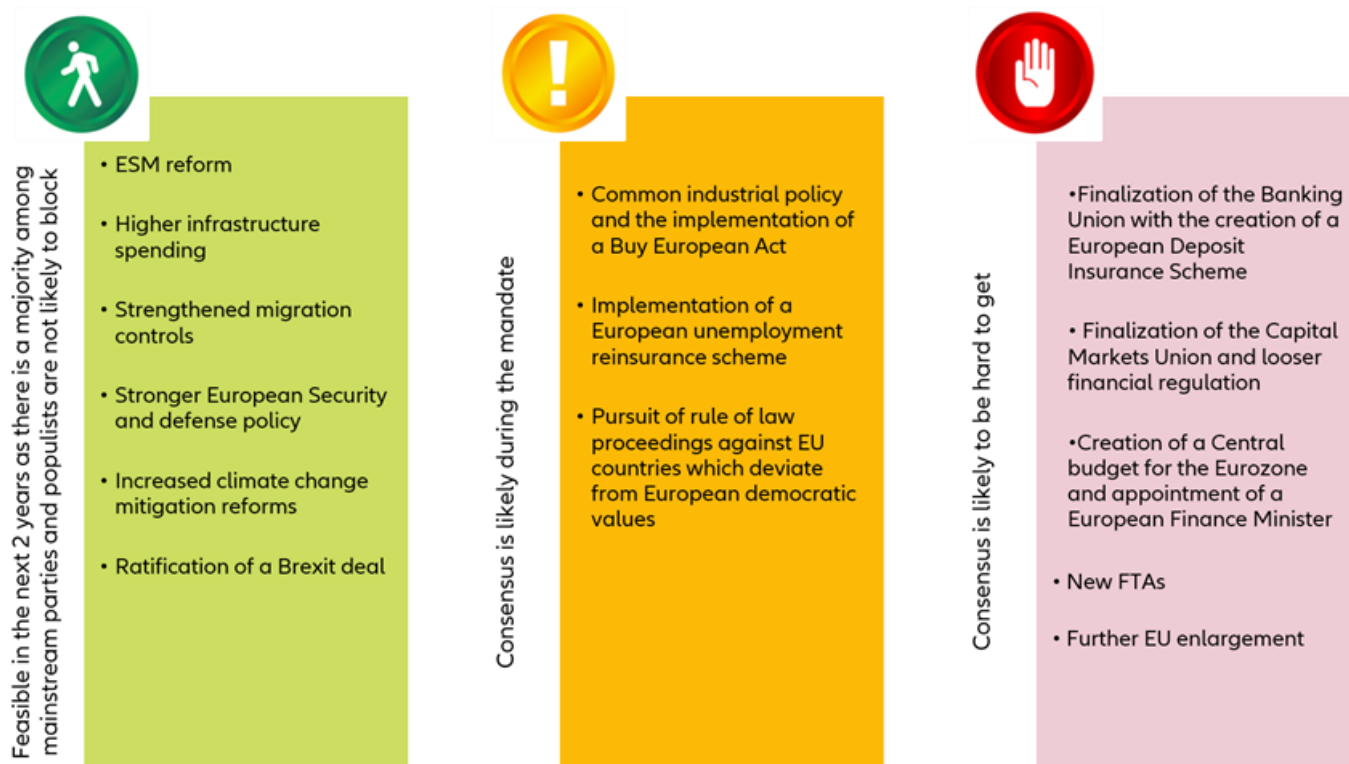 Feasible in the next 2 years as there is a majority among
mainstream parties and populists are not likely to block
• ESM reform
• Higher infrastructure
spending
• Strengthened migration
controls
• Stronger European Security
and defense policy
• Increased climate change
mitigation reforms
• Ratification of a Brexit deal
!
Consensus is likely during the mandate
• Common industrial policy
and the implementation of
a Buy European Act
• Implementation of a
European unemployment
reinsurance scheme
• Pursuit of rule of law
proceedings against EU
countries which deviate
from European democratic
values
Consensus is likely to be hard to get
•Finalization of the Banking
Union with the creation of a
European Deposit
Insurance Scheme
• Finalization of the Capital
Markets Union and looser
financial regulation
•Creation of a Central
budget for the Eurozone
and appointment of a
European Finance Minister
• New FTAs
• Further EU enlargement